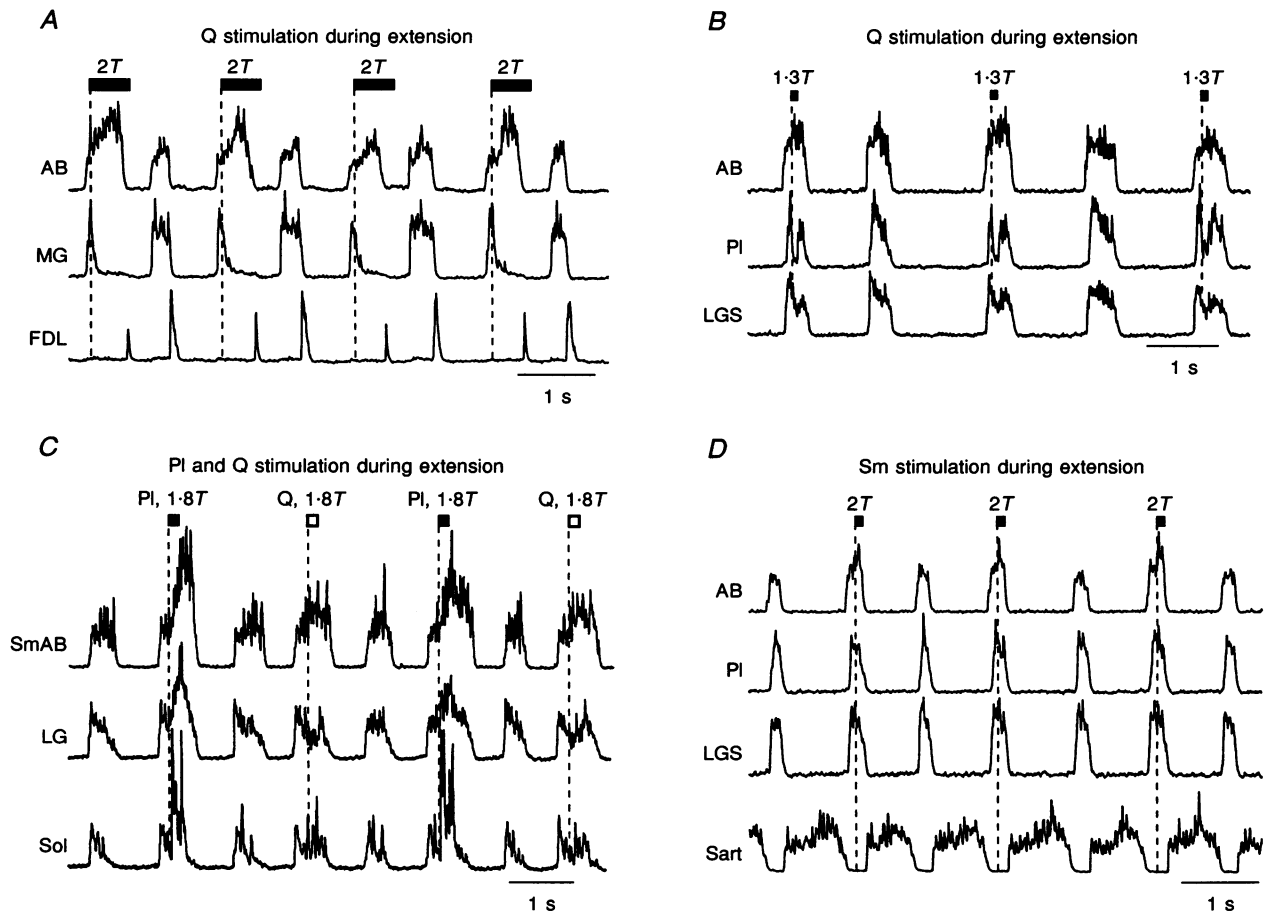 A
Q stimulation during extension
2T 2T 2T 2T
AB
MG
FDL
1 s
B
Q stimulation during extension
1·3T 1·3T 1·3T
AB
Pl
LGS
1 s
C
Pl and Q stimulation during extension
Pl, 1·8T Q, 1·8T Pl, 1·8T Q, 1·8T
SmAB
LG
Sol
1 s
D
Sm stimulation during extension
2T 2T 2T
AB
Pl
LGS
Sart
1 s